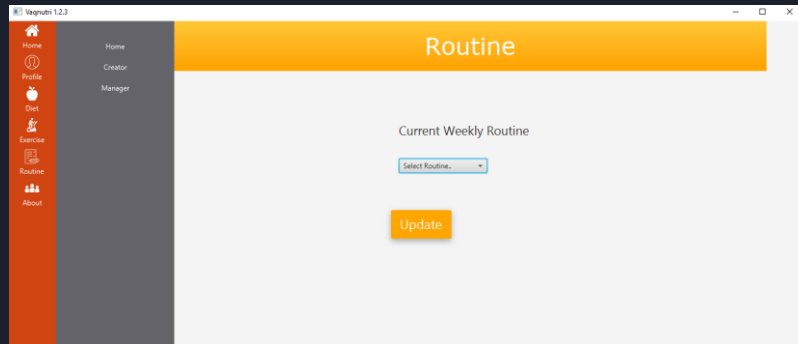 Vaqnutri 1.2.3
Home
Profile
Diet
Exercise
Routine
About
Home
Creator
Manager
Routine
Current Weekly Routine
Select Routine..
Update